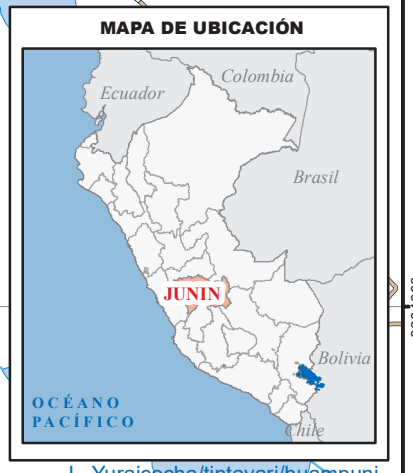 MAPA DE UBICACIÓN
Colombia
Ecuador
Brasil
JUNIN
Bolivia
OCÉANO
PACÍFICO
Chile